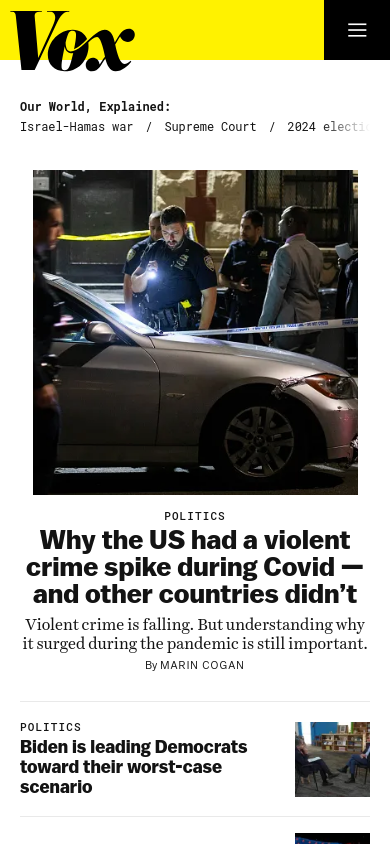 Vox
Our World, Explained:
Israel-Hamas war / Supreme Court / 2024 electi
POLITICS
Why the US had a violent
crime spike during Covid —
and other countries didn’t
Violent crime is falling. But understanding why
it surged during the pandemic is still important.
By MARIN COGAN
POLITICS
Biden is leading Democrats
toward their worst-case
scenario